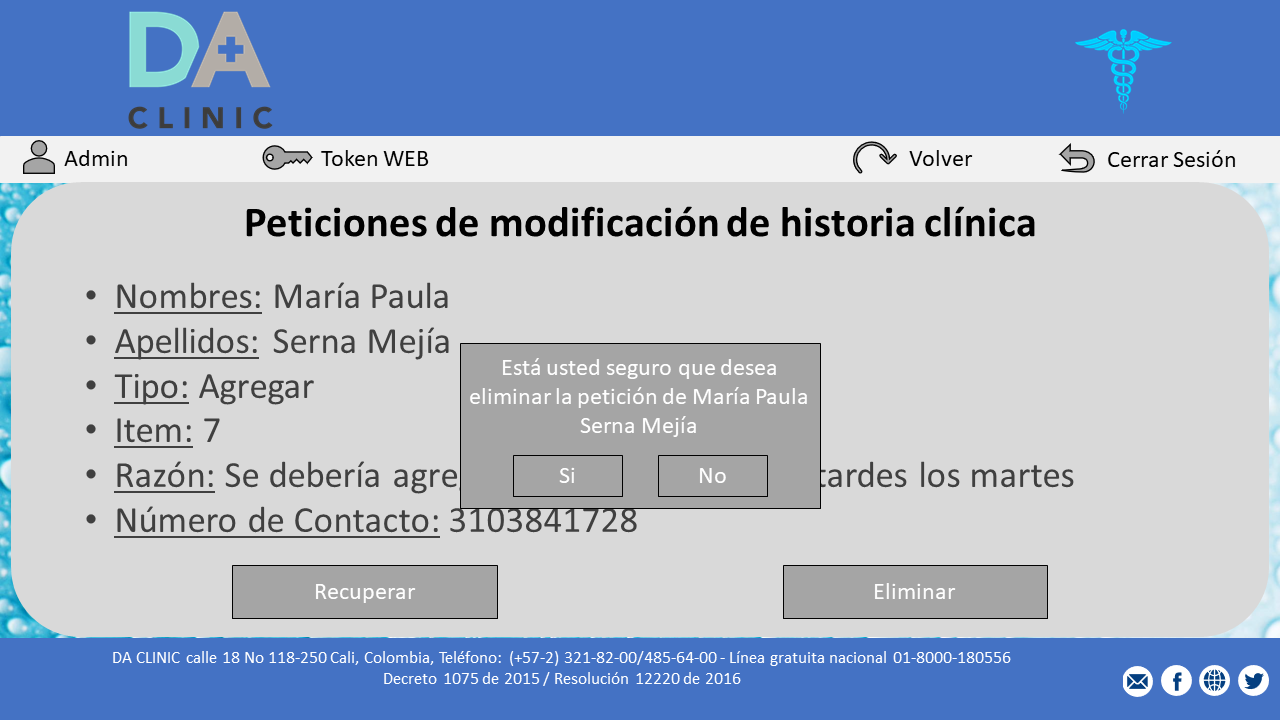 DA
CLINIC
Admin
Token WEB
Volver
Cerrar Sesión
Peticiones de modificación de historia clínica
• Nombres: María Paula
• Apellidos: Serna Mejía
• Tipo: Agregar
• Item: 7
• Razón: Se debería tardes los martes
• Número de Contacto: 3103841728
Está usted seguro que desea
eliminar la petición de María Paula
Serna Mejía
Si
No
Recuperar
Eliminar
DA CLINIC calle 18 No 118-250 Cali, Colombia, Teléfono: (+57-2) 321-82-00/485-64-00 - Línea gratuita nacional 01-8000-180556
Decreto 1075 de 2015 / Resolución 12220 de 2016